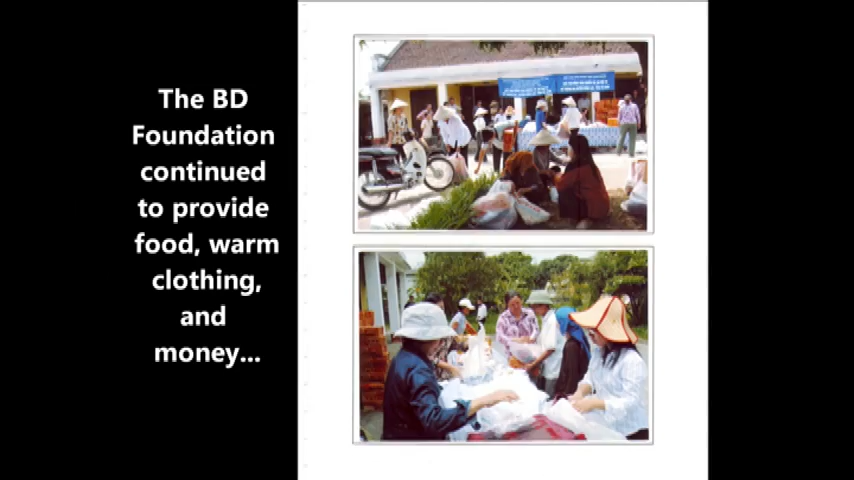 The BD
Foundation
continued
to provide
food, warm
clothing,
and
money...